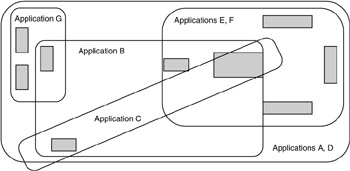 Application G
Applications E, F
Application B
Application C
Applications A, D